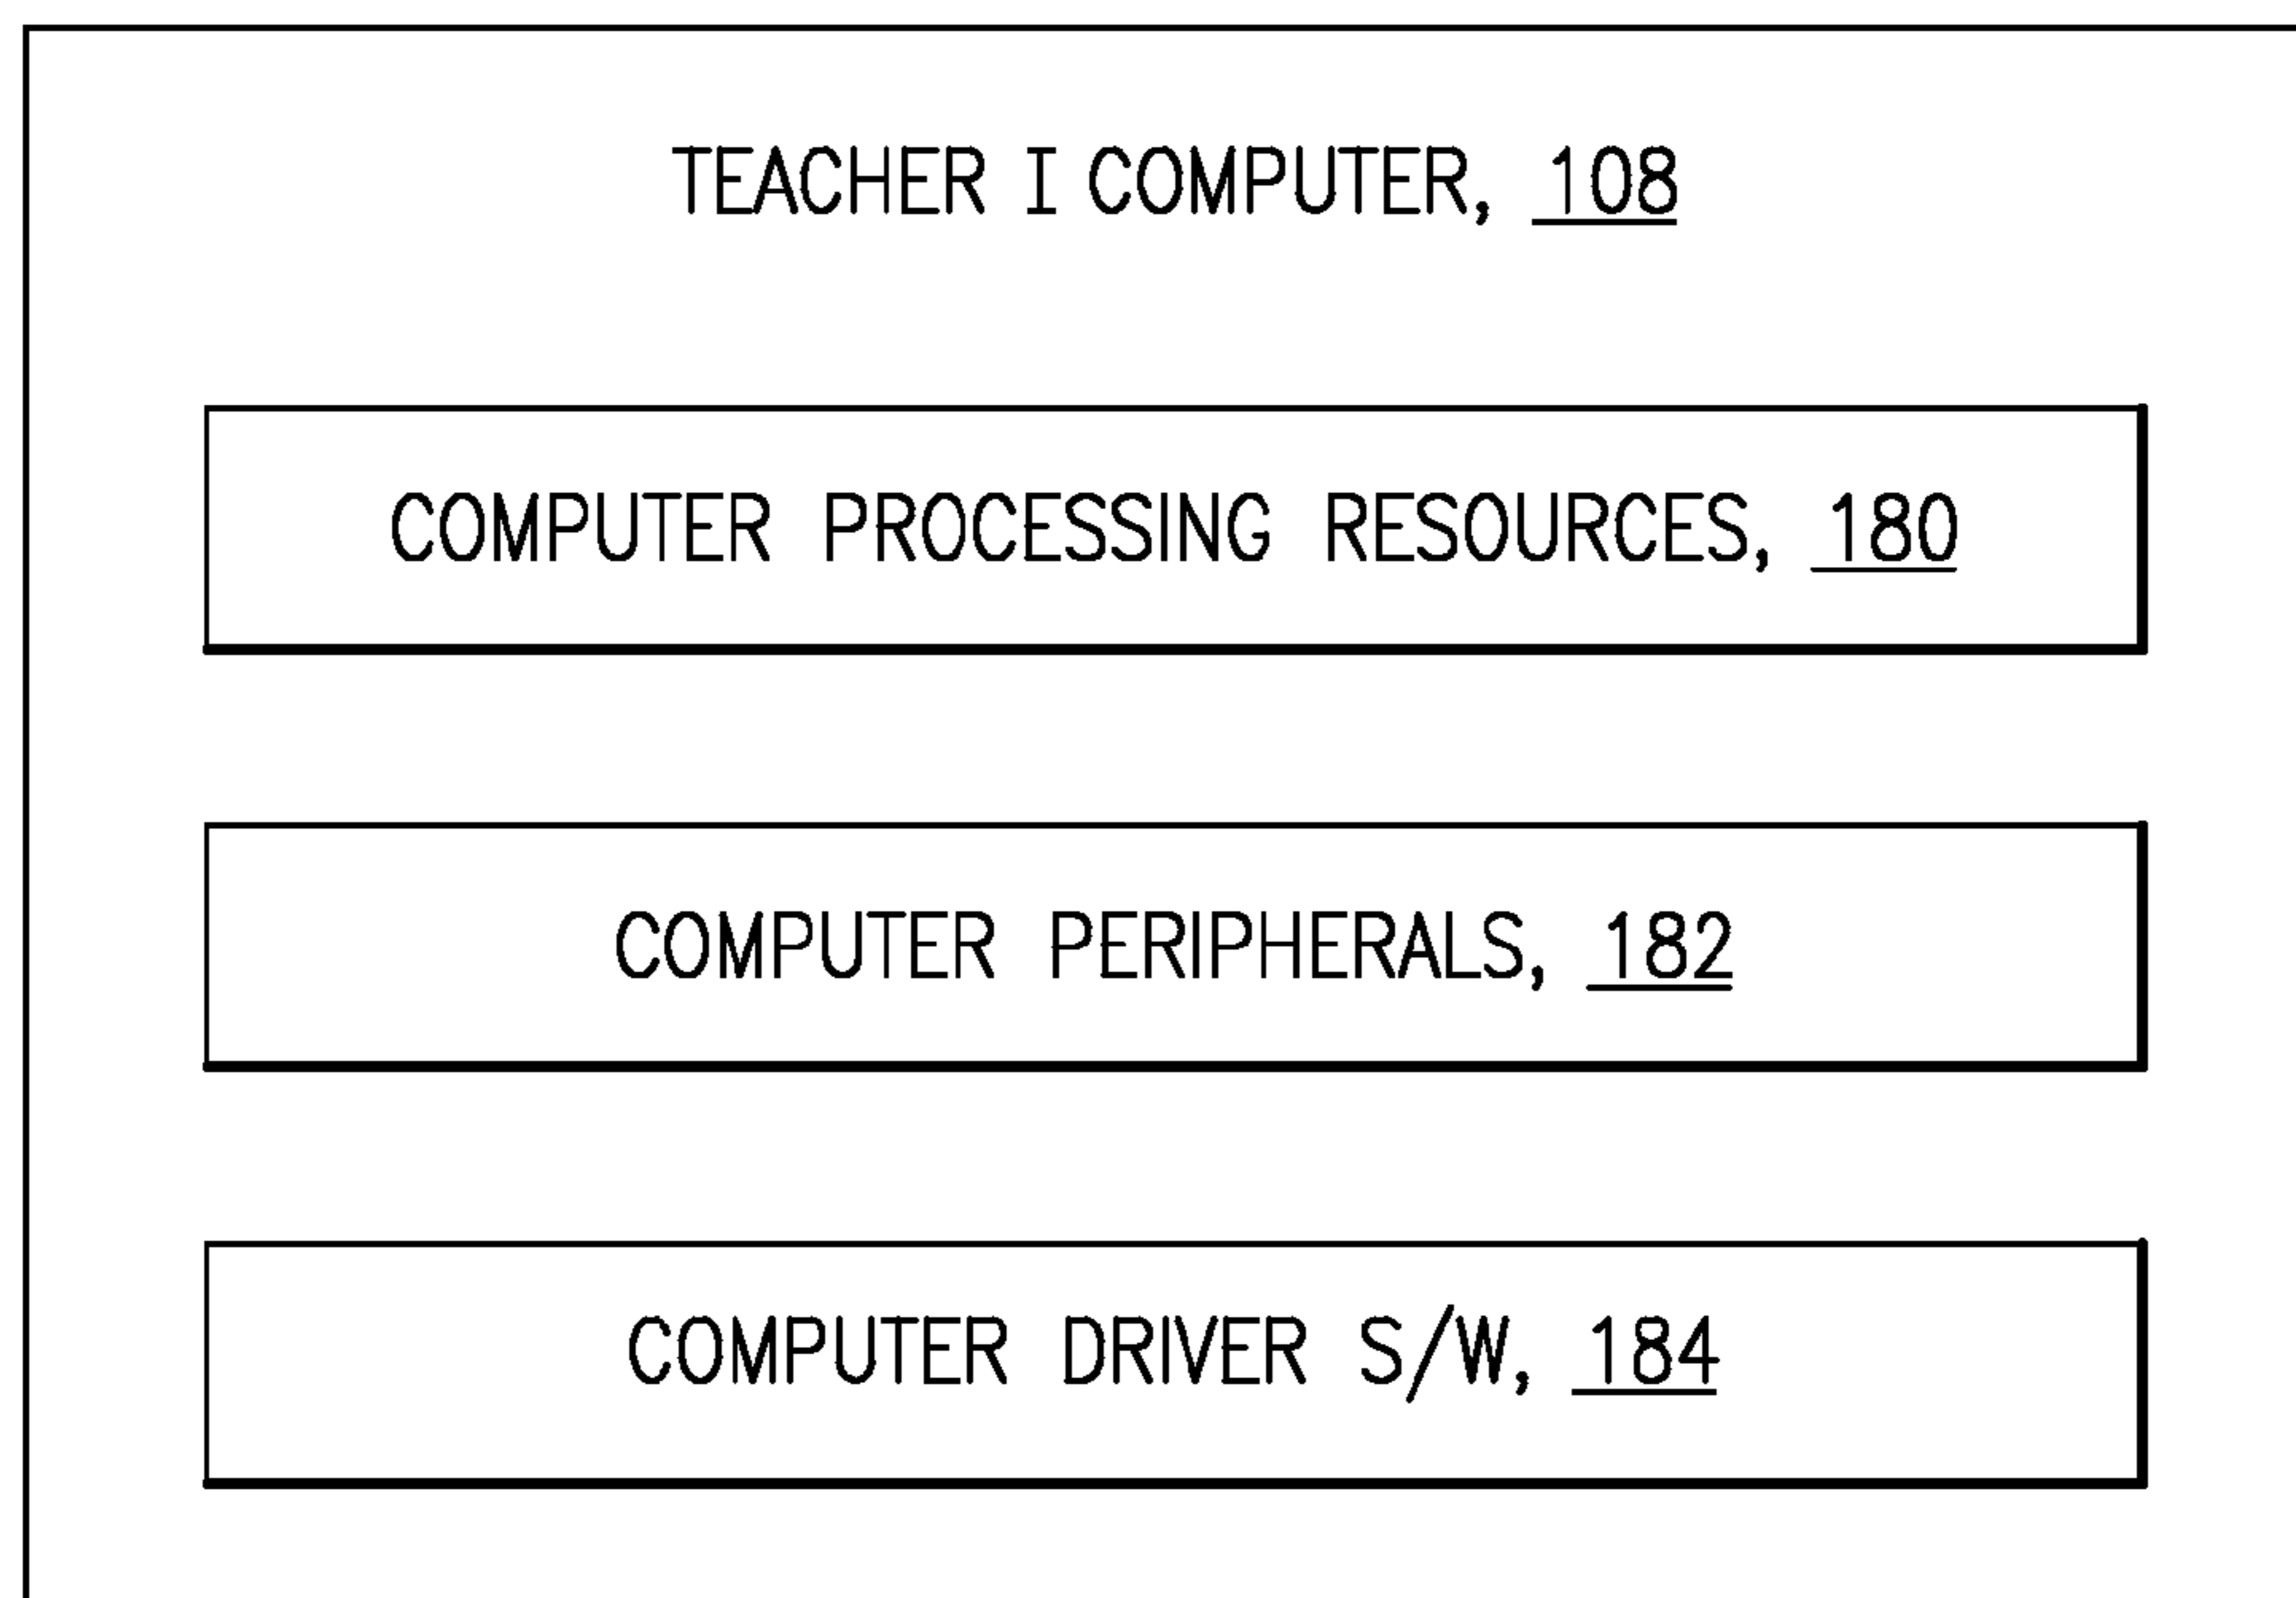 TEACHER I COMPUTER, 108
COMPUTER PROCESSING RESOURCES, 180
COMPUTER PERIPHERALS, 182
COMPUTER DRIVER S/W, 184